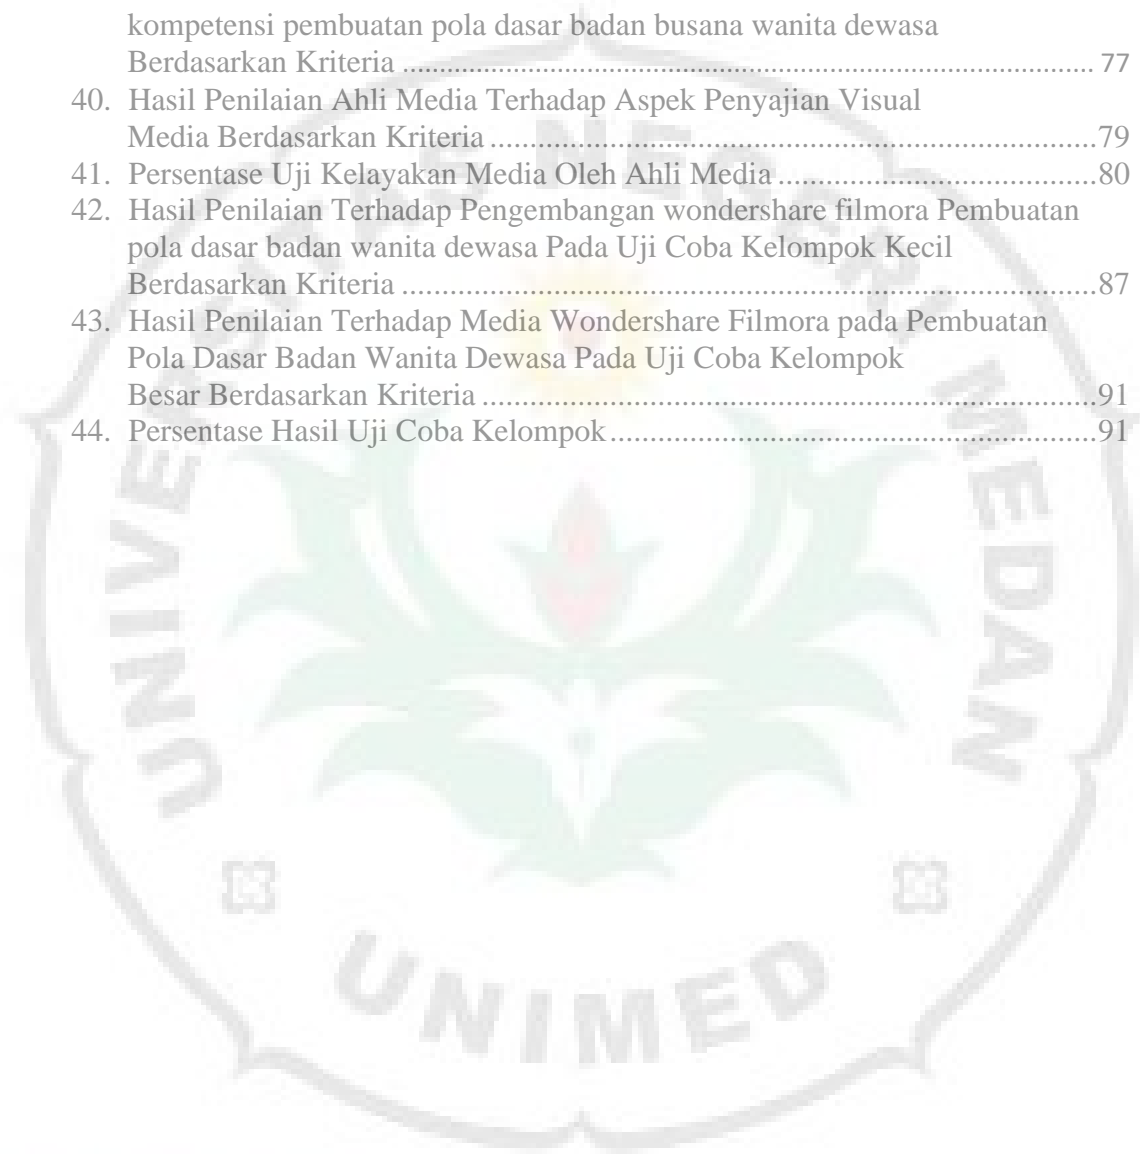 kompetensi pembuatan pola dasar badan busana wanita dewasa
Berdasarkan Kriteria ............................................................................................. 77
40. Hasil Penilaian Ahli Media Terhadap Aspek Penyajian Visual
Media Berdasarkan Kriteria .................................................................................79
41. Persentase Uji Kelayakan Media Oleh Ahli Media..........................................80
42. Hasil Penilaian Terhadap Pengembangan wondershare filmora Pembuatan
pola dasar badan wanita dewasa Pada Uji Coba Kelompok Kecil
Berdasarkan Kriteria ............................................................................................87
43. Hasil Penilaian Terhadap Media Wondershare Filmora pada Pembuatan
Pola Dasar Badan Wanita Dewasa Pada Uji Coba Kelompok
Besar Berdasarkan Kriteria ..................................................................................91
44. Persentase Hasil Uji Coba Kelompok................................................................91
UNIVERSITAS NEGERI MEDAN
UNIMED